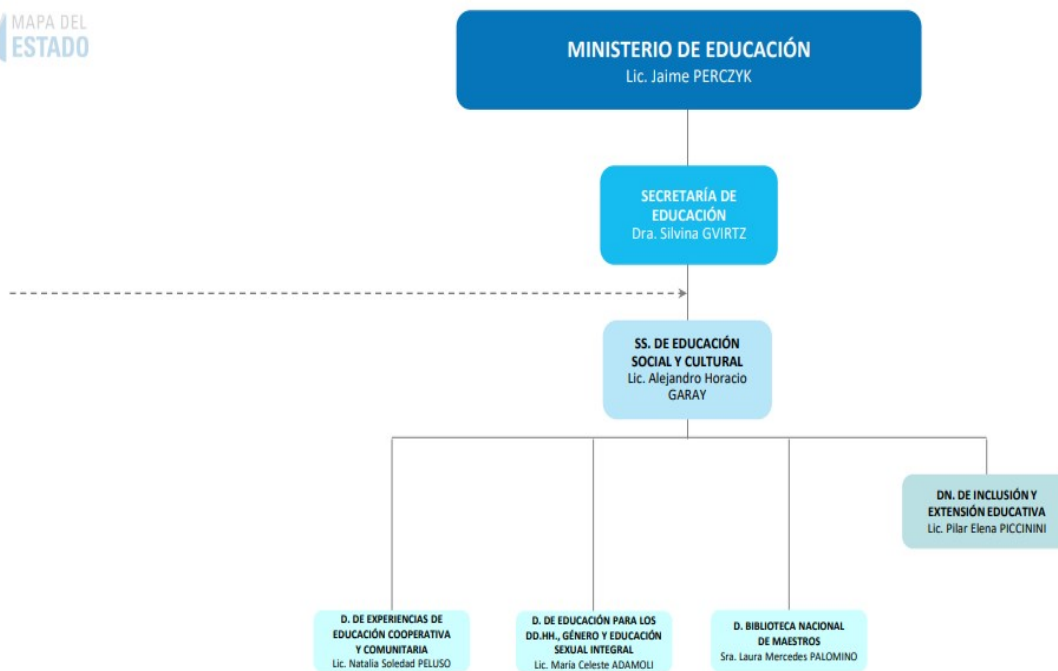 MAPA DEL
ESTADO
MINISTERIO DE EDUCACIÓN
Lic. Jaime PERCZYK
SECRETARÍA DE
EDUCACIÓN
Dra. Silvina GVIRTZ
SS. DE EDUCACIÓN
SOCIAL Y CULTURAL
Lic. Alejandro Horacio
GARAY
DN. DE INCLUSIÓN Y
EXTENSIÓN EDUCATIVA
Lic. Pilar Elena PICCININI
D. DE EXPERIENCIAS DE
EDUCACIÓN COOPERATIVA
Y COMUNITARIA
Lic. Natalia Soledad PELUSO
D. DE EDUCACIÓN PARA LOS
DD.HH., GÉNERO Y EDUCACIÓN
SEXUAL INTEGRAL
Lic. María Celeste ADAMOLI
D. BIBLIOTECA NACIONAL
DE MAESTROS
Sra. Laura Mercedes PALOMINO